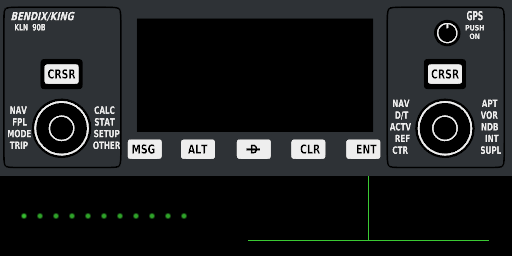 BENDIX/KING
KLN 90B
GPS
PUSH
ON
CRSR
CRSR
NAV
FPL
MODE
TRIP
CALC
STAT
SETUP
OTHER
NAV
D/T
ACTV
REF
CTR
APT
VOR
NDB
INT
SUPL
MSG
ALT
D
CLR
ENT